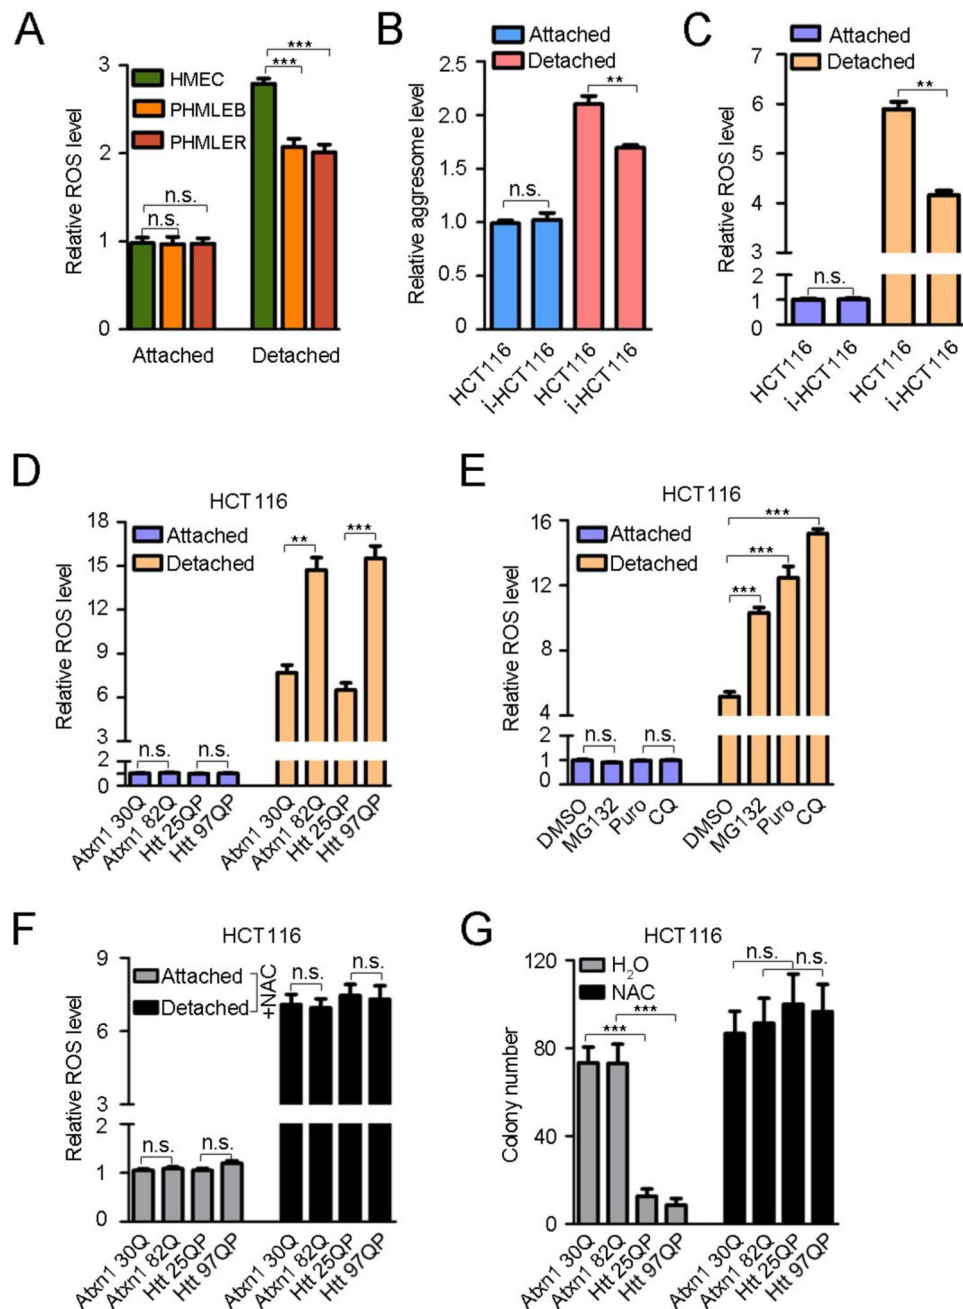 A
Relative ROS level
3
2
1
0
HMEC
PHMLEB
PHMLER
n.s.
n.s.
***
***
Attached
Detached
B
Attached
Detached
Relative aggresome level
2.5
2.0
1.5
1.0
0.5
0
n.s.
**
HCT116
i-HCT116
HCT116
i-HCT116
C
Attached
Detached
Relative ROS level
7
6
5
4
3
2
1
0
n.s.
**
HCT116
i-HCT116
HCT116
i-HCT116
D
HCT116
Attached
Detached
Relative ROS level
18
15
12
9
6
3
2
1
0
n.s.
n.s.
**
***
Atxn1 30Q
Atxn1 82Q
Htt 25QP
Htt 97QP
Atxn1 30Q
Atxn1 82Q
Htt 25QP
Htt 97QP
E
HCT116
Attached
Detached
Relative ROS level
16
12
8
4
2
1
0
n.s.
n.s.
***
***
***
DMSO
MG132
Puro
CQ
DMSO
MG132
Puro
CQ
F
HCT116
Attached
Detached
+NAC
Relative ROS level
9
6
3
2
1
0
n.s.
n.s.
n.s.
n.s.
Atxn1 30Q
Atxn1 82Q
Htt 25QP
Htt 97QP
Atxn1 30Q
Atxn1 82Q
Htt 25QP
Htt 97QP
G
HCT116
H₂O
NAC
Colony number
120
80
40
0
***
***
n.s.
n.s.
Atxn1 30Q
Atxn1 82Q
Htt 25QP
Htt 97QP
Atxn1 30Q
Atxn1 82Q
Htt 25QP
Htt 97QP